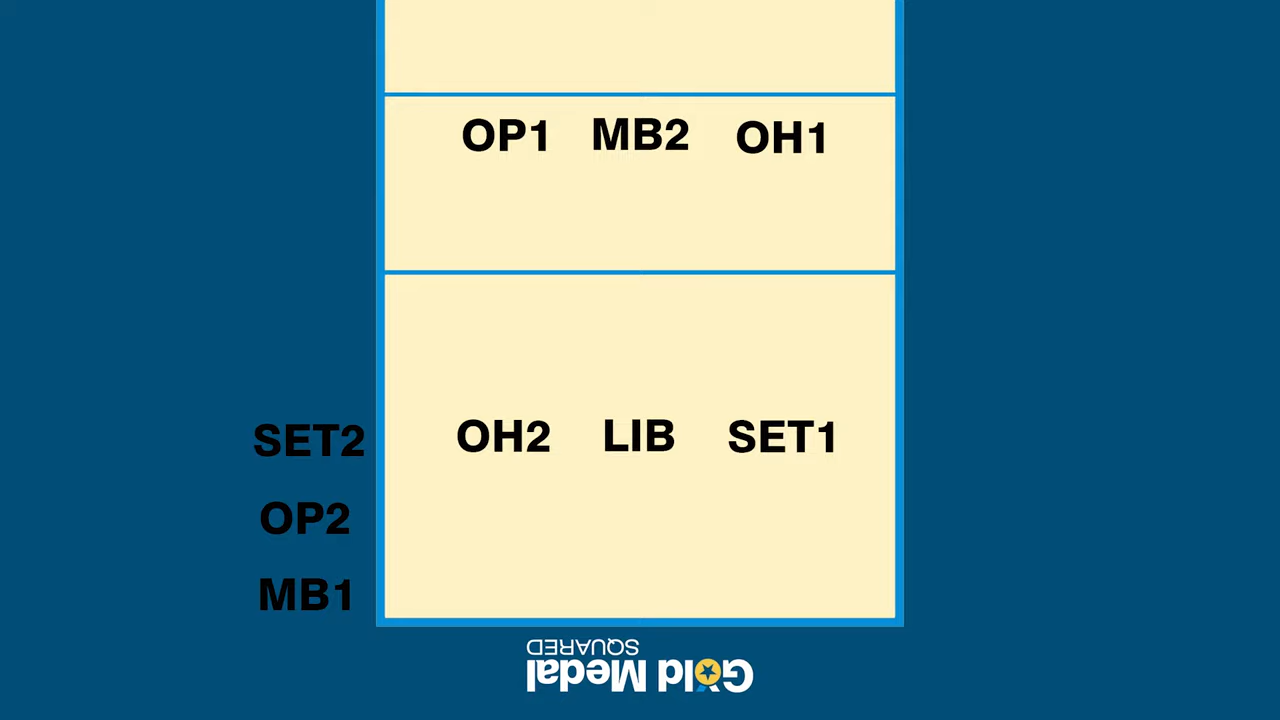 OP1 MB2 OH1
OH2 LIB SET1
SET2
OP2
MB1
SQUARED
Gold Medal